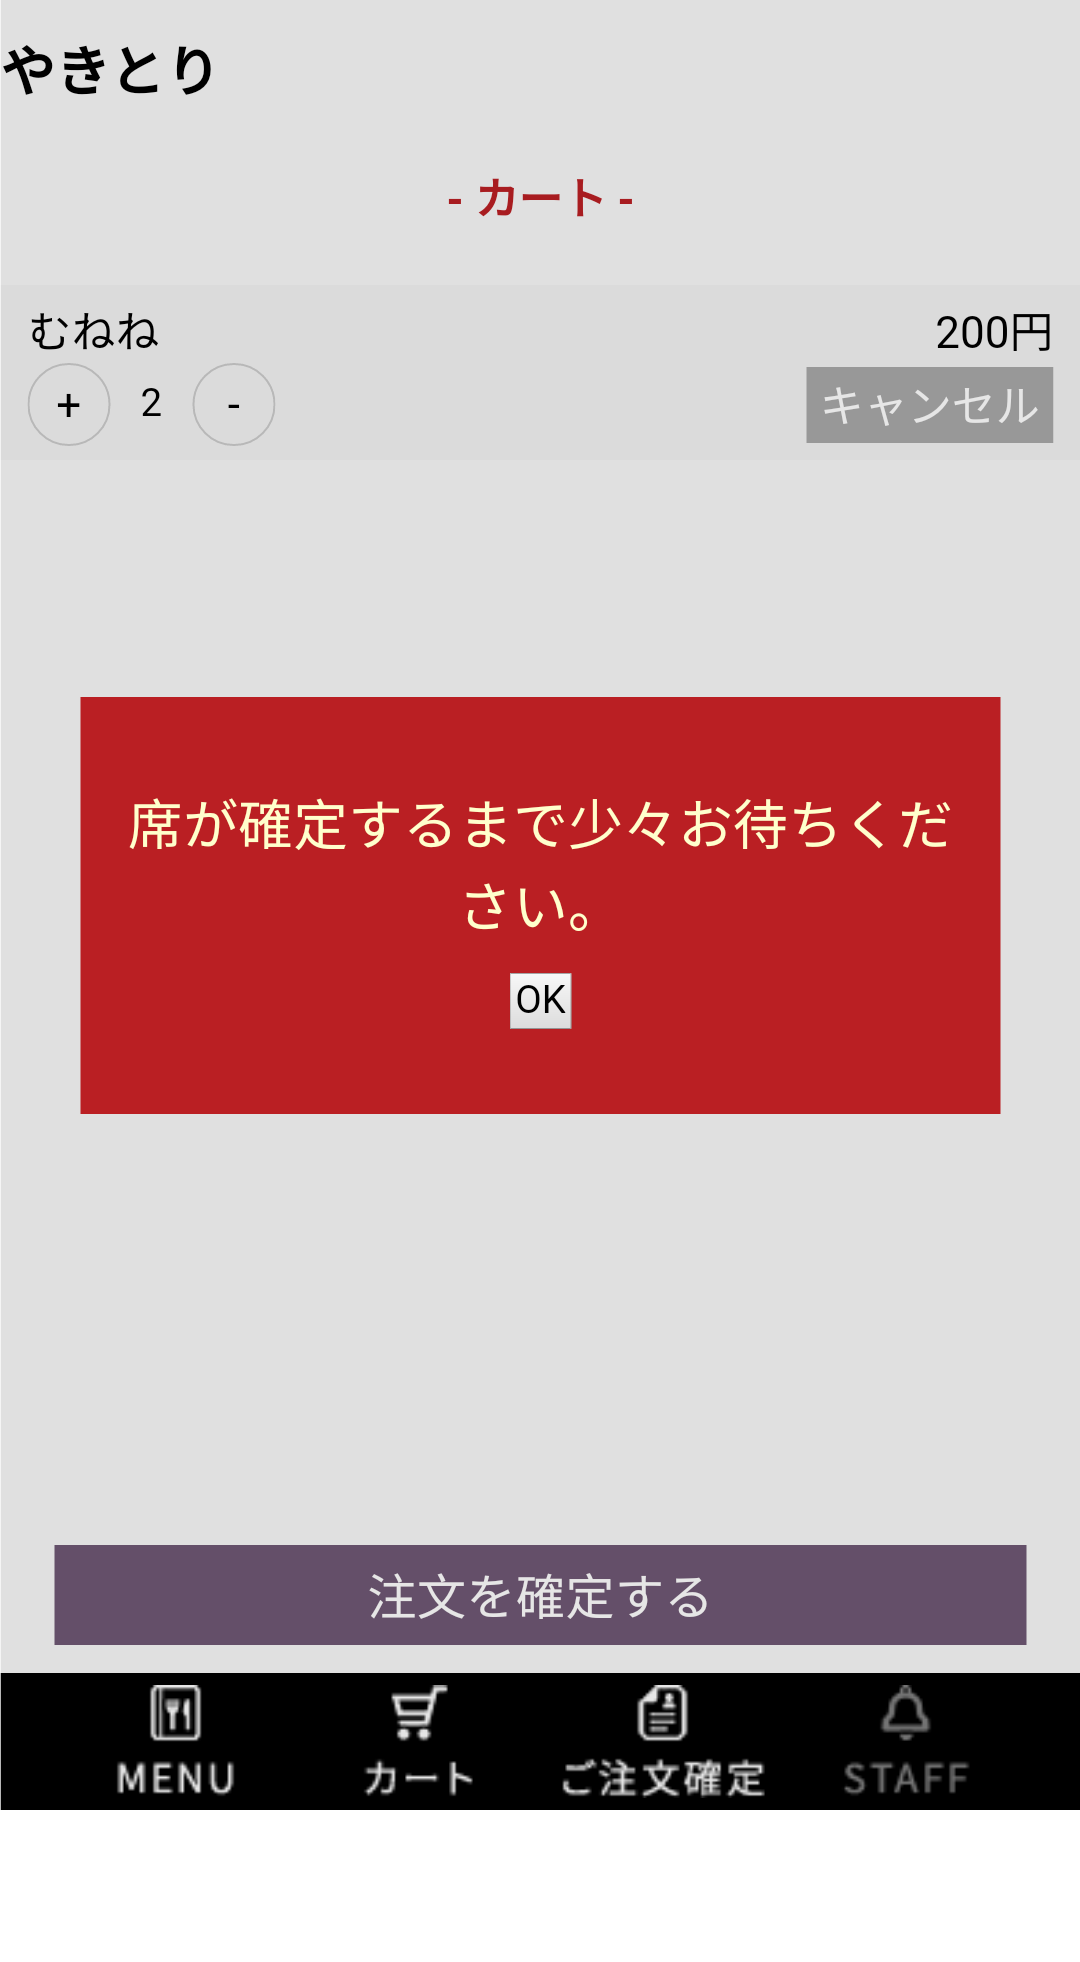 やきとり
- カート -
むねね 200円
+ 2 - キャンセル
席が確定するまで少々お待ちくだ
さい。
OK
注文を確定する
MENU カート ご注文確定 STAFF